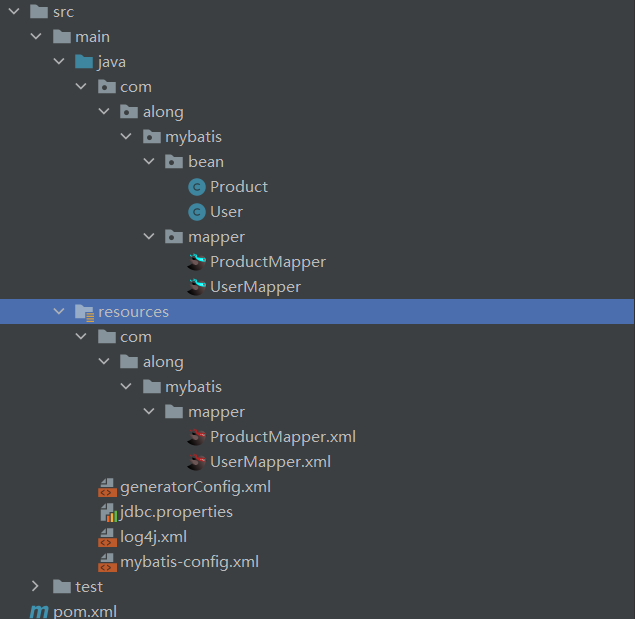 src
main
java
com
along
mybatis
bean
Product
User
mapper
ProductMapper
UserMapper
resources
com
along
mybatis
mapper
ProductMapper.xml
UserMapper.xml
generatorConfig.xml
jdbc.properties
log4j.xml
mybatis-config.xml
test
pom.xml